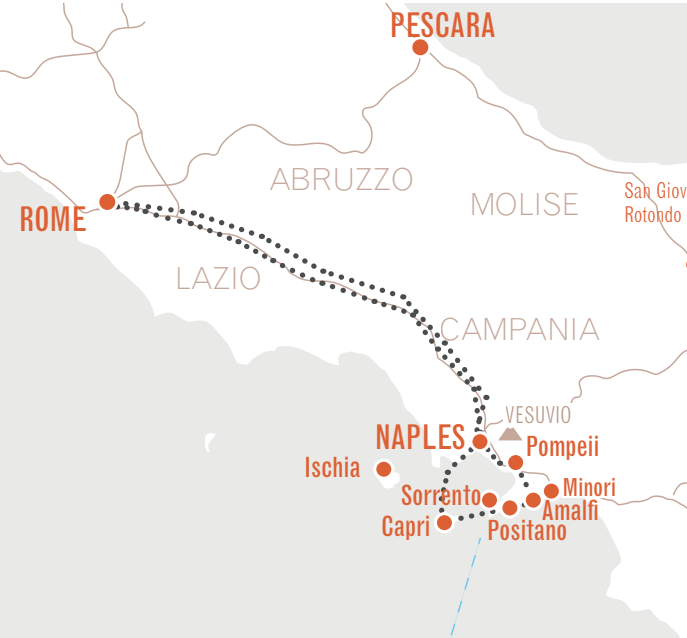 PESCARA
ABRUZZO
MOLISE
San Giov
Rotondo
ROME
LAZIO
CAMPANIA
VESUVIO
NAPLES
Pompeii
Ischia
Minori
Sorrento
Amalfi
Capri
Positano